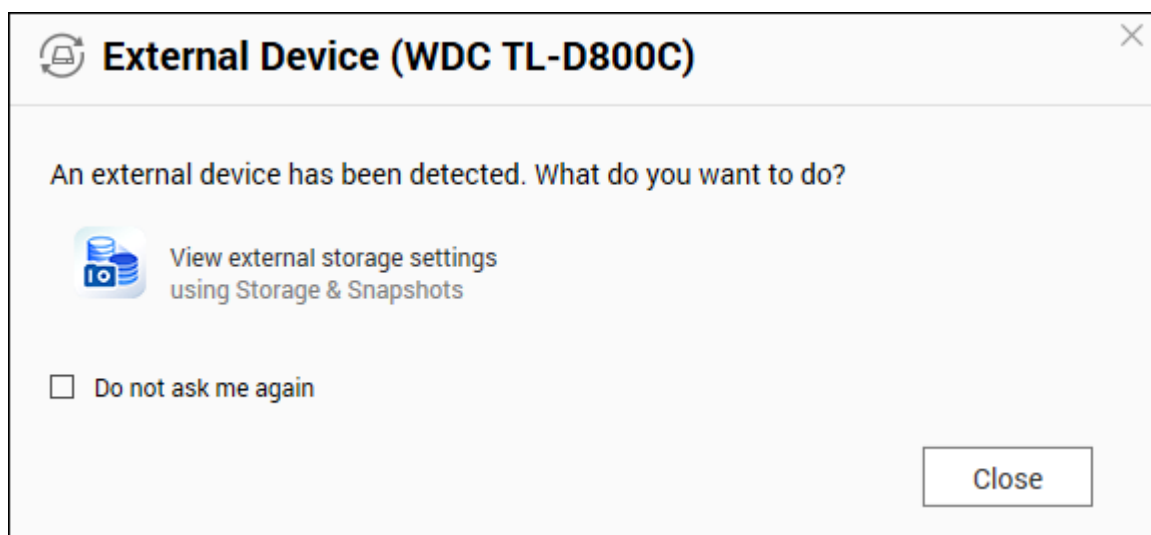 External Device (WDC TL-D800C)
An external device has been detected. What do you want to do?
View external storage settings
using Storage & Snapshots
Do not ask me again
Close